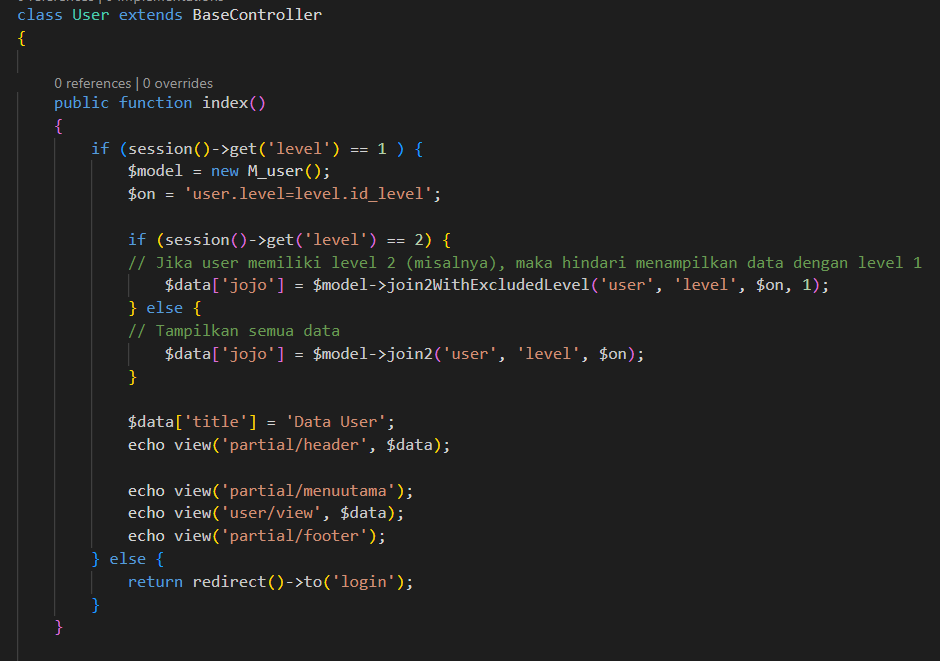 class User extends BaseController
{
0 references | 0 overrides
public function index()
{
if (session()->get('level') == 1 ) {
$model = new M_user();
$on = 'user.level=level.id_level';
if (session()->get('level') == 2) {
// Jika user memiliki level 2 (misalnya), maka hindari menampilkan data dengan level 1
$data['jojo'] = $model->join2WithExcludedLevel('user', 'level', $on, 1);
} else {
// Tampilkan semua data
$data['jojo'] = $model->join2('user', 'level', $on);
}
$data['title'] = 'Data User';
echo view('partial/header', $data);
echo view('partial/menuutama');
echo view('user/view', $data);
echo view('partial/footer');
} else {
return redirect()->to('login');
}
}